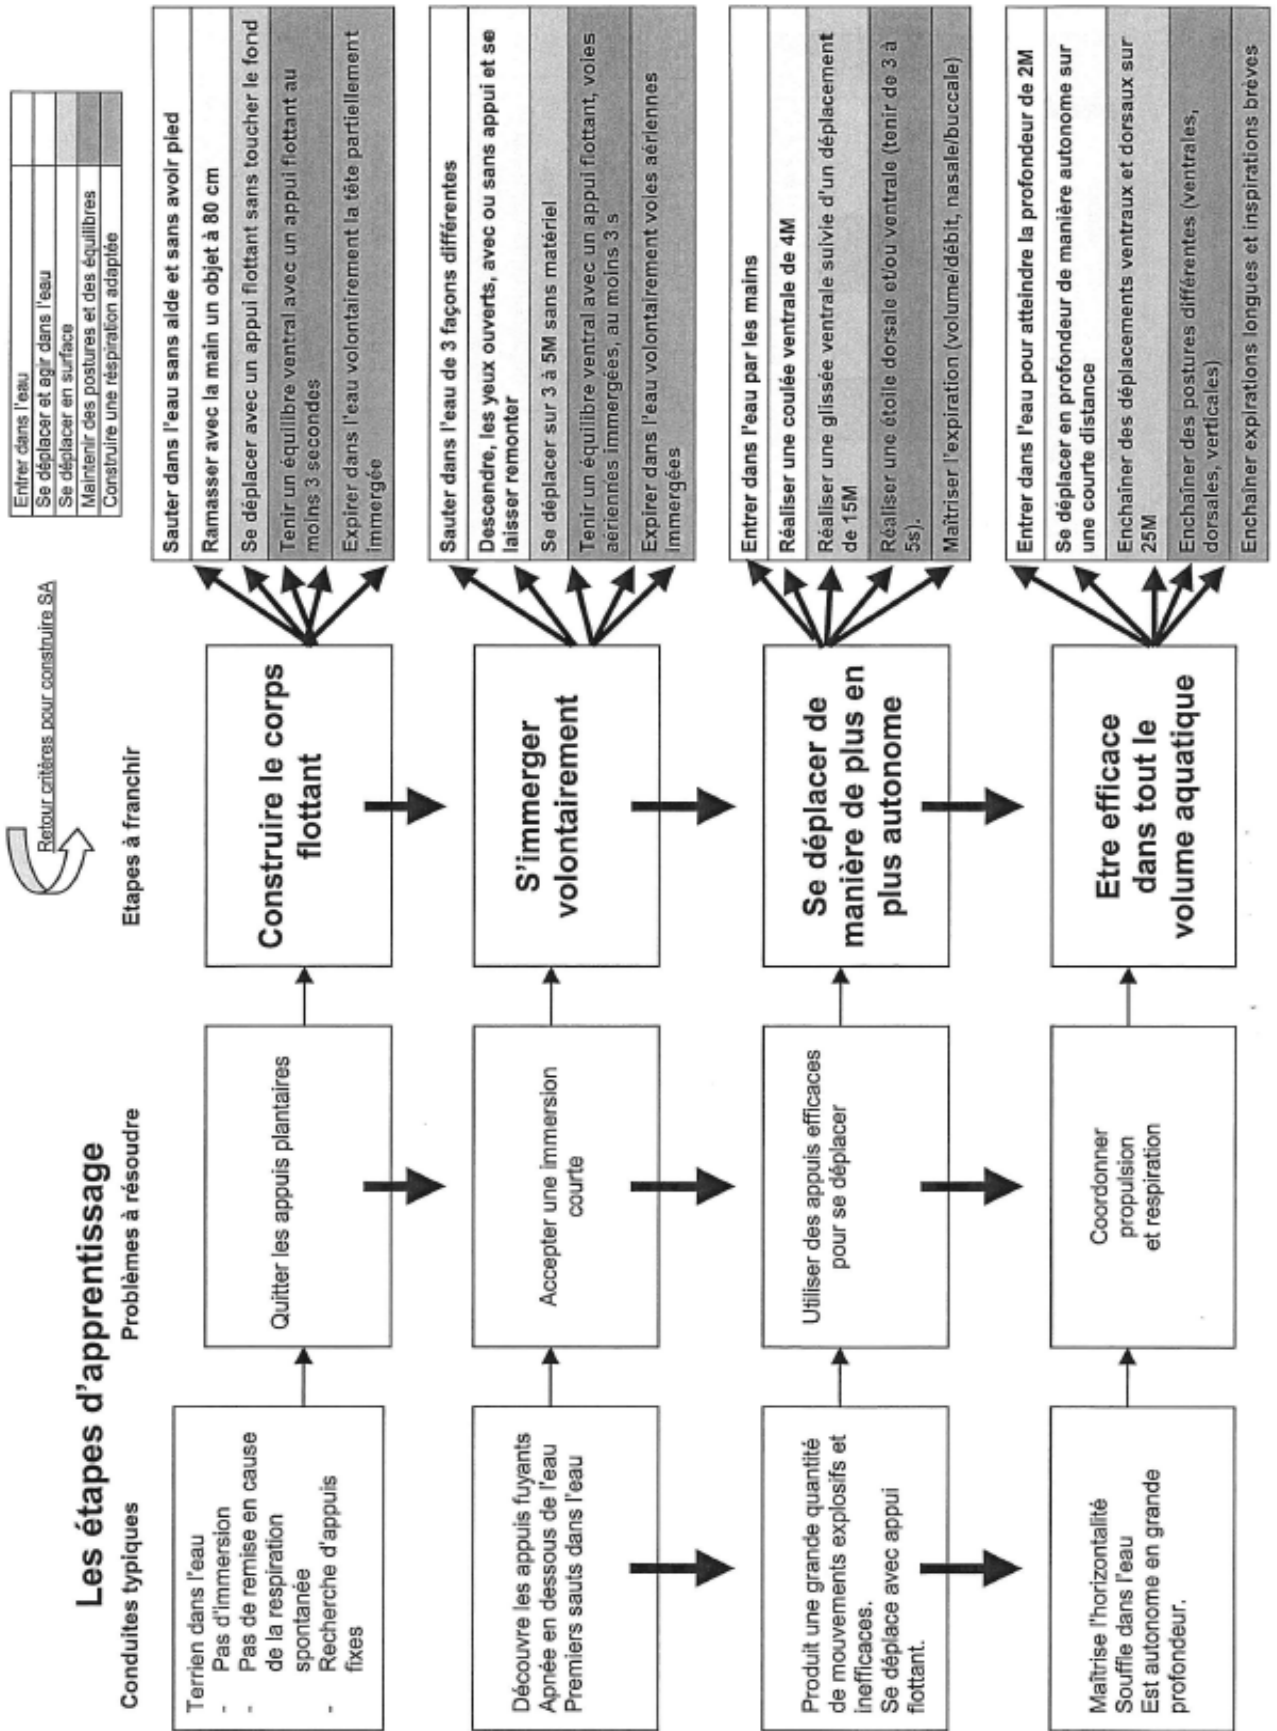 Les étapes d'apprentissage
Retour critères pour construire SA
Entrer dans l'eau
Se déplacer et agir dans l'eau
Se déplacer en surface
Maintenir des postures et des équilibres
Construire une réspiration adaptée
Conduites typiques
Problèmes à résoudre
Etapes à franchir
Terrien dans l'eau
- Pas d'immersion
- Pas de remise en cause
de la respiration
spontanée
- Recherche d'appuis
fixes
Quitter les appuis plantaires
Construire le corps
flottant
Sauter dans l'eau sans aide et sans avoir pied
Ramasser avec la main un objet à 80 cm
Se déplacer avec un appui flottant sans toucher le fond
Tenir un équilibre ventral avec un appui flottant au
moins 3 secondes
Expirer dans l'eau volontairement la tête partiellement
immergée
Découvre les appuis fuyants
Apnée en dessous de l'eau
Premiers sauts dans l'eau
Accepter une immersion
courte
S'immerger
volontairement
Sauter dans l'eau de 3 façons différentes
Descendre, les yeux ouverts, avec ou sans appui et se
laisser remonter
Se déplacer sur 3 à 5M sans matériel
Tenir un équilibre ventral avec un appui flottant, voies
aériennes immergées, au moins 3 s
Expirer dans l'eau volontairement voies aériennes
immergées
Produit une grande quantité
de mouvements explosifs et
inefficaces.
Se déplace avec appui
flottant.
Utiliser des appuis efficaces
pour se déplacer
Se déplacer de
manière de plus en
plus autonome
Entrer dans l'eau par les mains
Réaliser une coulée ventrale de 4M
Réaliser une glissée ventrale suivie d'un déplacement
de 15M
Réaliser une étoile dorsale et/ou ventrale (tenir de 3 à
5s).
Maîtriser l'expiration (volume/débit, nasale/buccale)
Maîtrise l'horizontalité
Souffle dans l'eau
Est autonome en grande
profondeur.
Coordonner
propulsion
et respiration
Etre efficace
dans tout le
volume aquatique
Entrer dans l'eau pour atteindre la profondeur de 2M
Se déplacer en profondeur de manière autonome sur
une courte distance
Enchaîner des déplacements ventraux et dorsaux sur
25M
Enchaîner des postures différentes (ventrales,
dorsales, verticales)
Enchaîner expirations longues et inspirations brèves